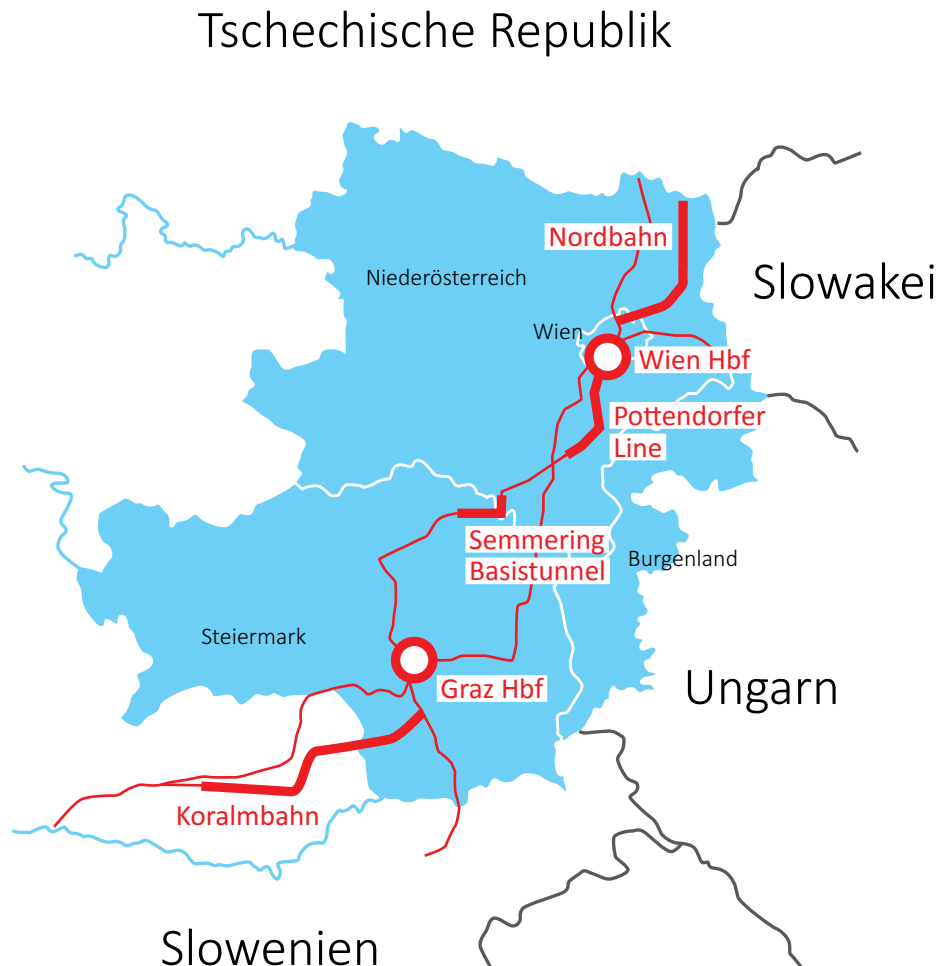 Tschechische Republik
Nordbahn
Niederösterreich
Slowakei
Wien
Wien Hbf
Pottendorfer
Line
Semmering
Basistunnel
Burgenland
Steiermark
Graz Hbf
Ungarn
Koralmbahn
Slowenien